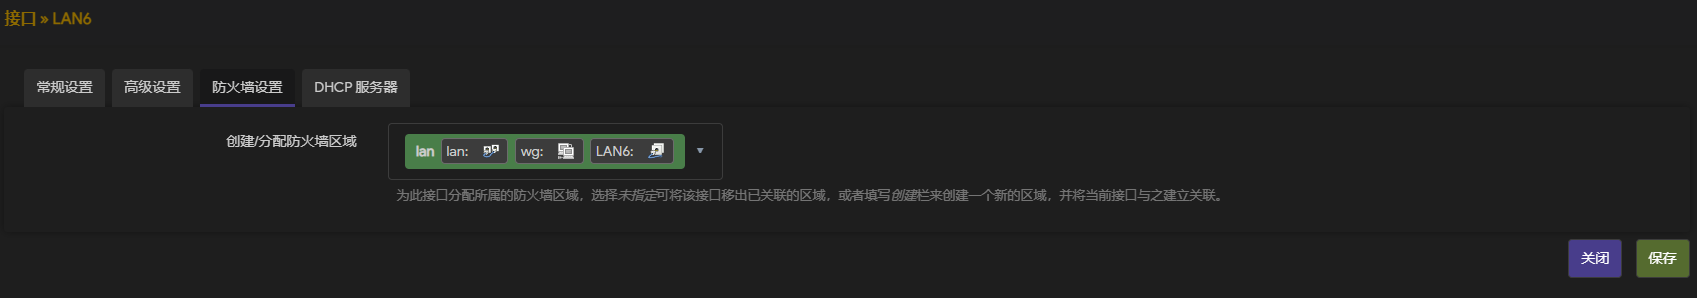 接口 » LAN6
常规设置 高级设置 防火墙设置 DHCP 服务器
创建/分配防火墙区域 lan lan: wg: LAN6:
为此接口分配所属的防火墙区域，选择未指定可将该接口移出已关联的区域，或者填写创建栏来创建一个新的区域，并将当前接口与之建立关联。
关闭 保存